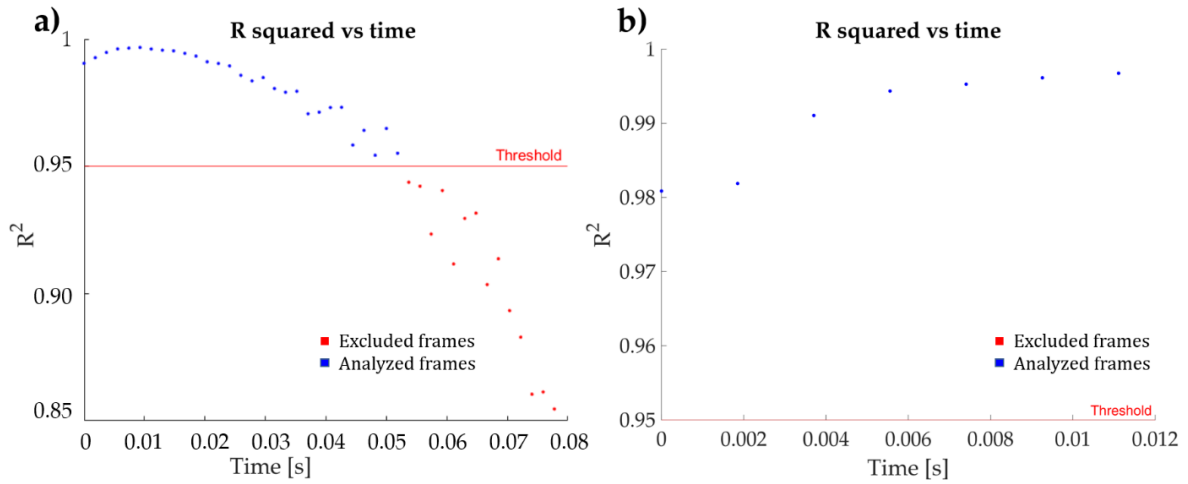 a)
R squared vs time
1
0.95
0.90
0.85
R2
Threshold
Excluded frames
Analyzed frames
0 0.01 0.02 0.03 0.04 0.05 0.06 0.07 0.08
Time [s]
b)
R squared vs time
1
0.99
0.98
0.97
0.96
0.95
R2
Excluded frames
Analyzed frames
Threshold
0 0.002 0.004 0.006 0.008 0.01 0.012
Time [s]